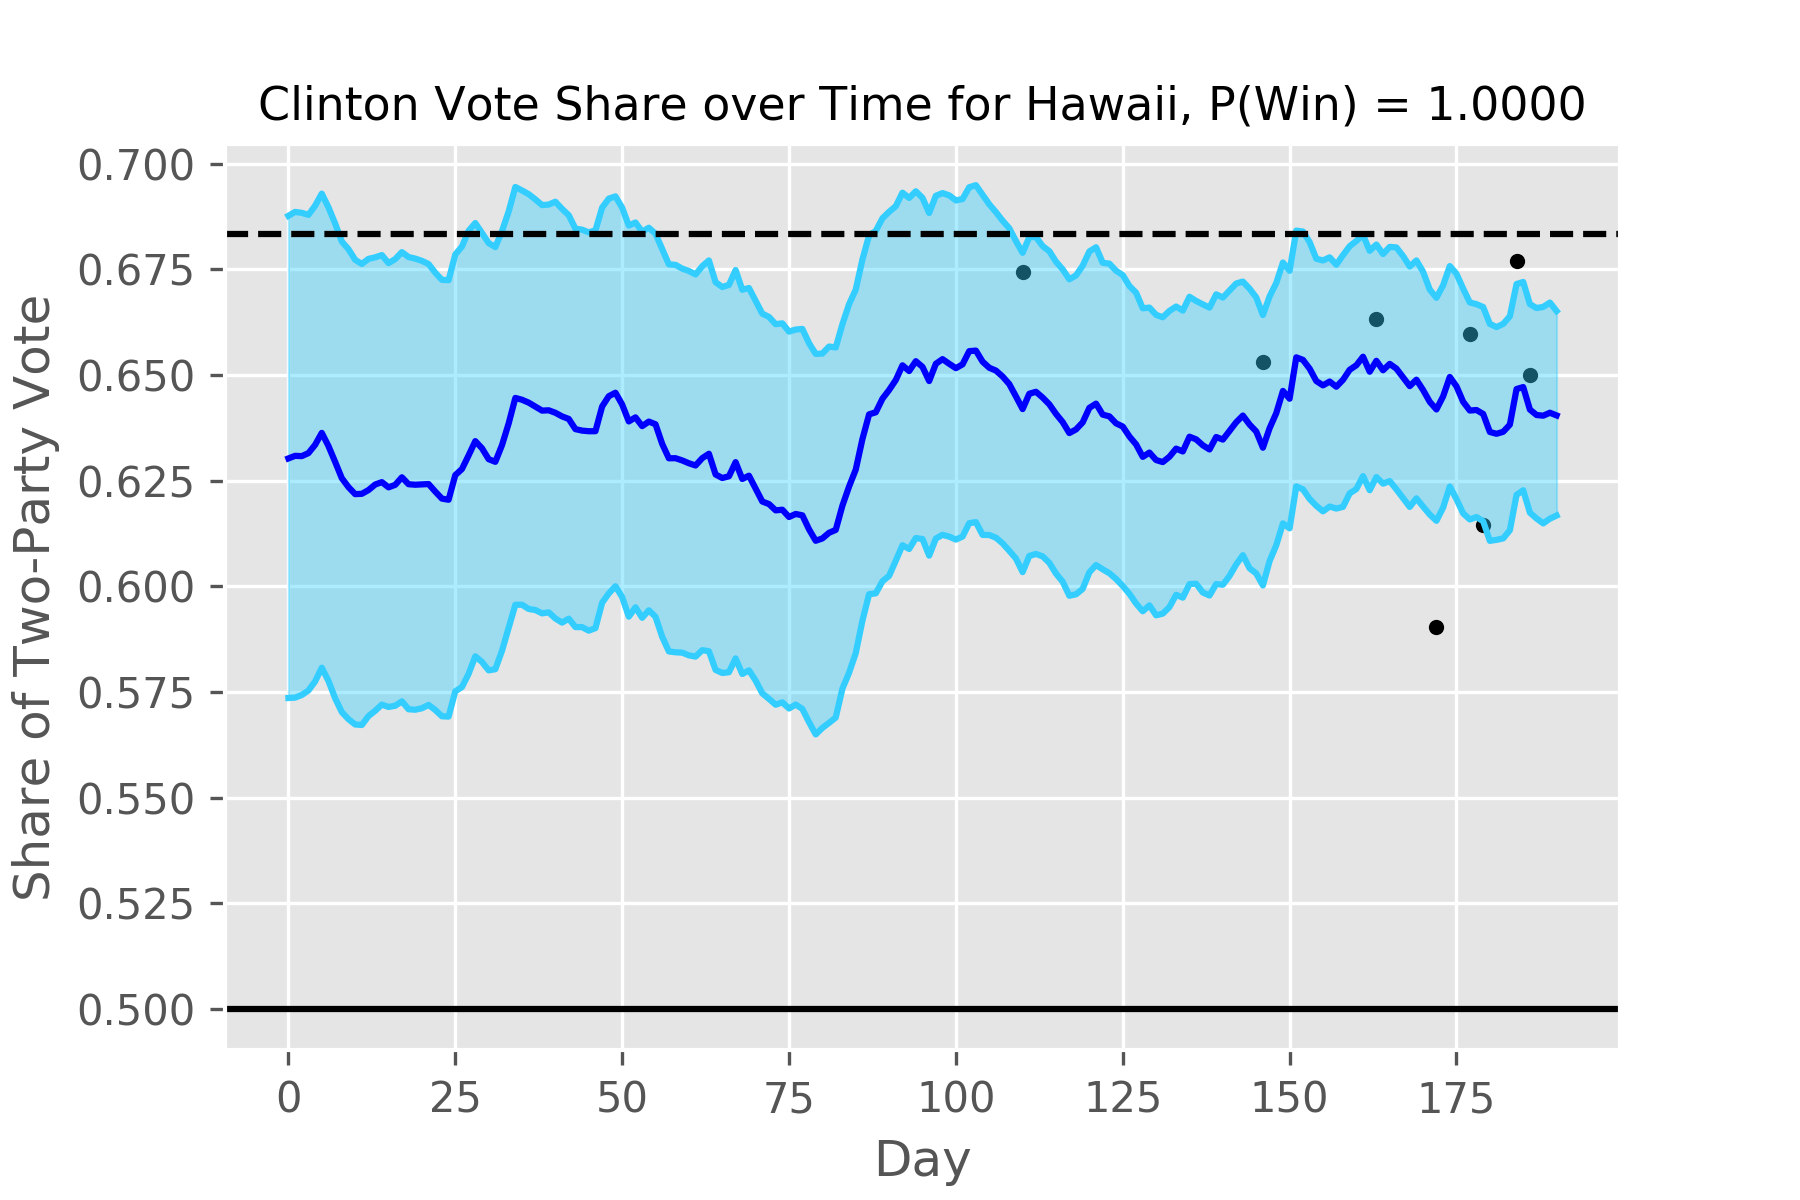 Clinton Vote Share over Time for Hawaii, P(Win) = 1.0000
Share of Two-Party Vote
0.700
0.675
0.650
0.625
0.600
0.575
0.550
0.525
0.500
0 25 50 75 100 125 150 175
Day